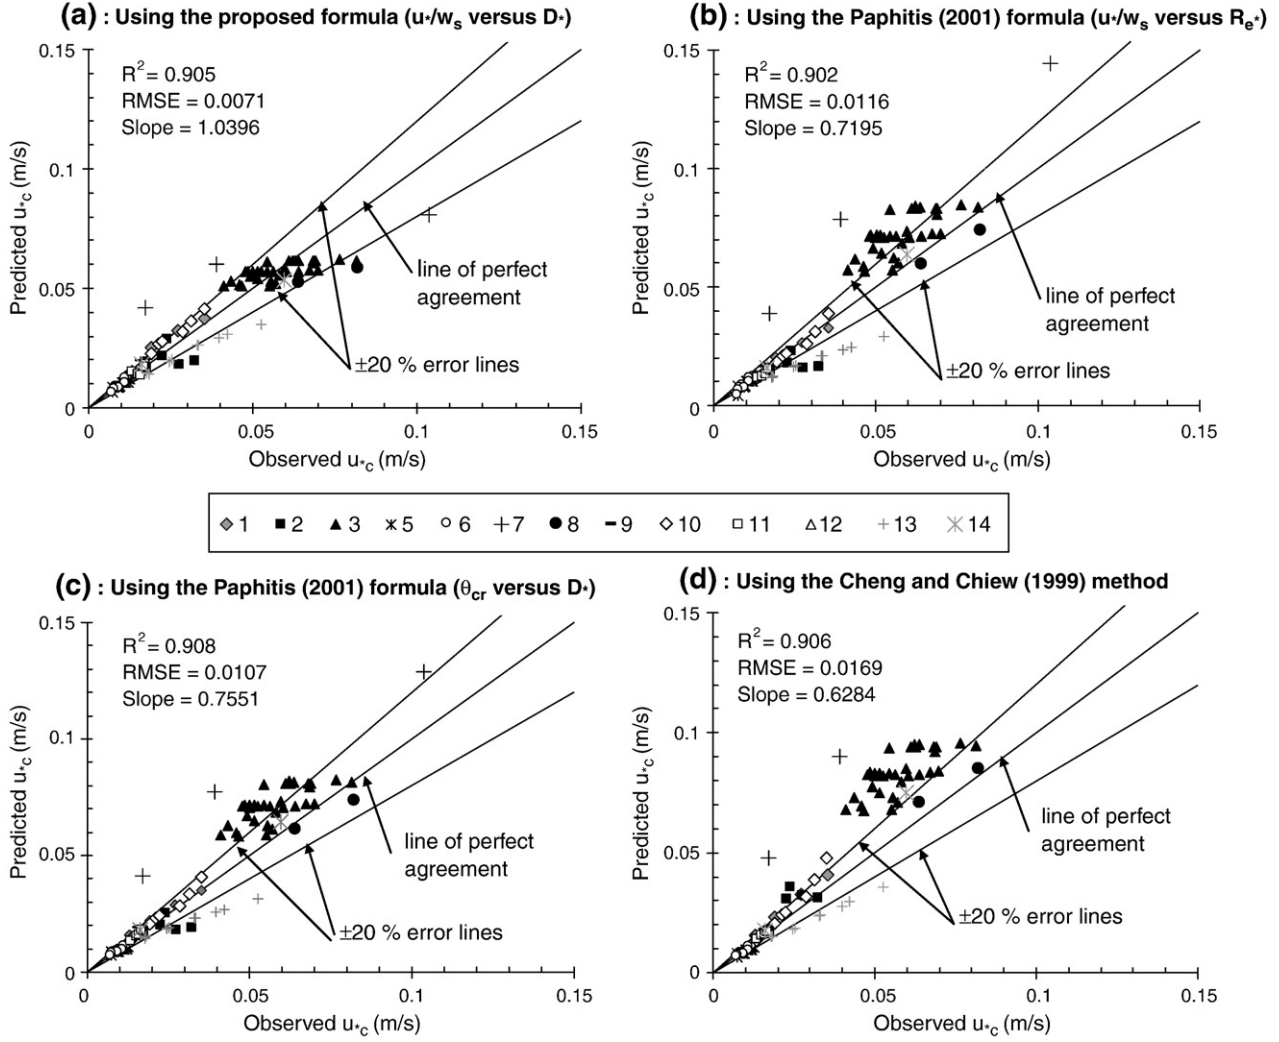 (a) : Using the proposed formula (u*/ws versus D*)
R2 = 0.905
RMSE = 0.0071
Slope = 1.0396
0.15
0.1
0.05
0
Predicted u*c (m/s)
line of perfect
agreement
±20 % error lines
0 0.05 0.1 0.15
Observed u*c (m/s)
(b) : Using the Paphitis (2001) formula (u*/ws versus Re*)
R2 = 0.902
RMSE = 0.0116
Slope = 0.7195
0.15
0.1
0.05
0
Predicted u*c (m/s)
line of perfect
agreement
±20 % error lines
0 0.05 0.1 0.15
Observed u*c (m/s)
1 2 3 5 6 7 8 9 10 11 12 13 14
(c) : Using the Paphitis (2001) formula (θcr versus D*)
R2 = 0.908
RMSE = 0.0107
Slope = 0.7551
0.15
0.1
0.05
0
Predicted u*c (m/s)
line of perfect
agreement
±20 % error lines
0 0.05 0.1 0.15
Observed u*c (m/s)
(d) : Using the Cheng and Chiew (1999) method
R2 = 0.906
RMSE = 0.0169
Slope = 0.6284
0.15
0.1
0.05
0
Predicted u*c (m/s)
line of perfect
agreement
±20 % error lines
0 0.05 0.1 0.15
Observed u*c (m/s)